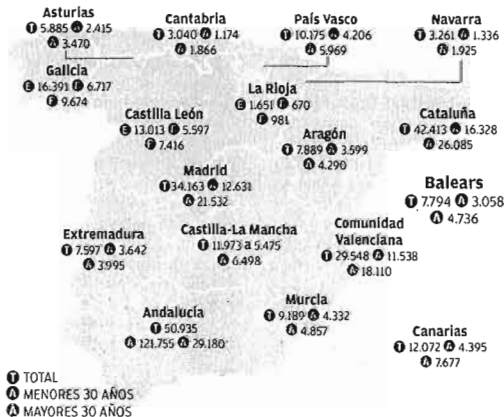 Asturias
T 5.885 A 2.415
A 3.470
Cantabria
T 3.040 A 1.174
A 1.866
País Vasco
T 10.175 A 4.206
A 5.969
Navarra
T 3.261 A 1.336
A 1.925
Galicia
E 16.391 F 6.717
F 9.674
La Rioja
E 1.651 F 670
F 981
Castilla León
E 13.013 F 5.597
F 7.416
Aragón
T 7.889 A 3.599
A 4.290
Cataluña
T 42.413 A 16.328
A 26.085
Madrid
T 34.163 A 12.631
A 21.532
Balears
T 7.794 A 3.058
A 4.736
Extremadura
T 7.597 A 3.642
A 3.995
Castilla-La Mancha
T 11.973 a 5.475
A 6.498
Comunidad
Valenciana
T 29.548 A 11.538
A 18.110
Andalucía
T 50.935
A 121.755 A 29.180
Murcia
T 9.189 A 4.332
A 4.857
Canarias
T 12.072 A 4.395
A 7.677
T TOTAL
A MENORES 30 AÑOS
A MAYORES 30 AÑOS